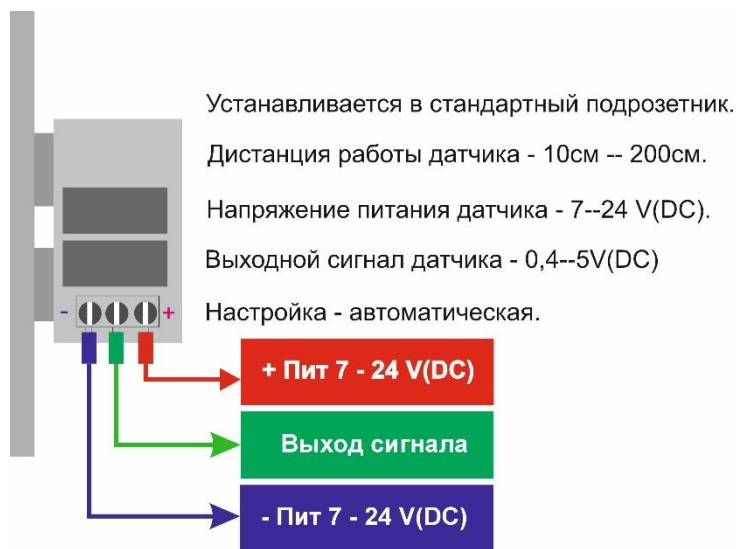 Устанавливается в стандартный подрозетник.
Дистанция работы датчика - 10см -- 200см.
Напряжение питания датчика - 7--24 V(DC).
Выходной сигнал датчика - 0,4--5V(DC)
Настройка - автоматическая.
- +
+ Пит 7 - 24 V(DC)
Выход сигнала
- Пит 7 - 24 V(DC)